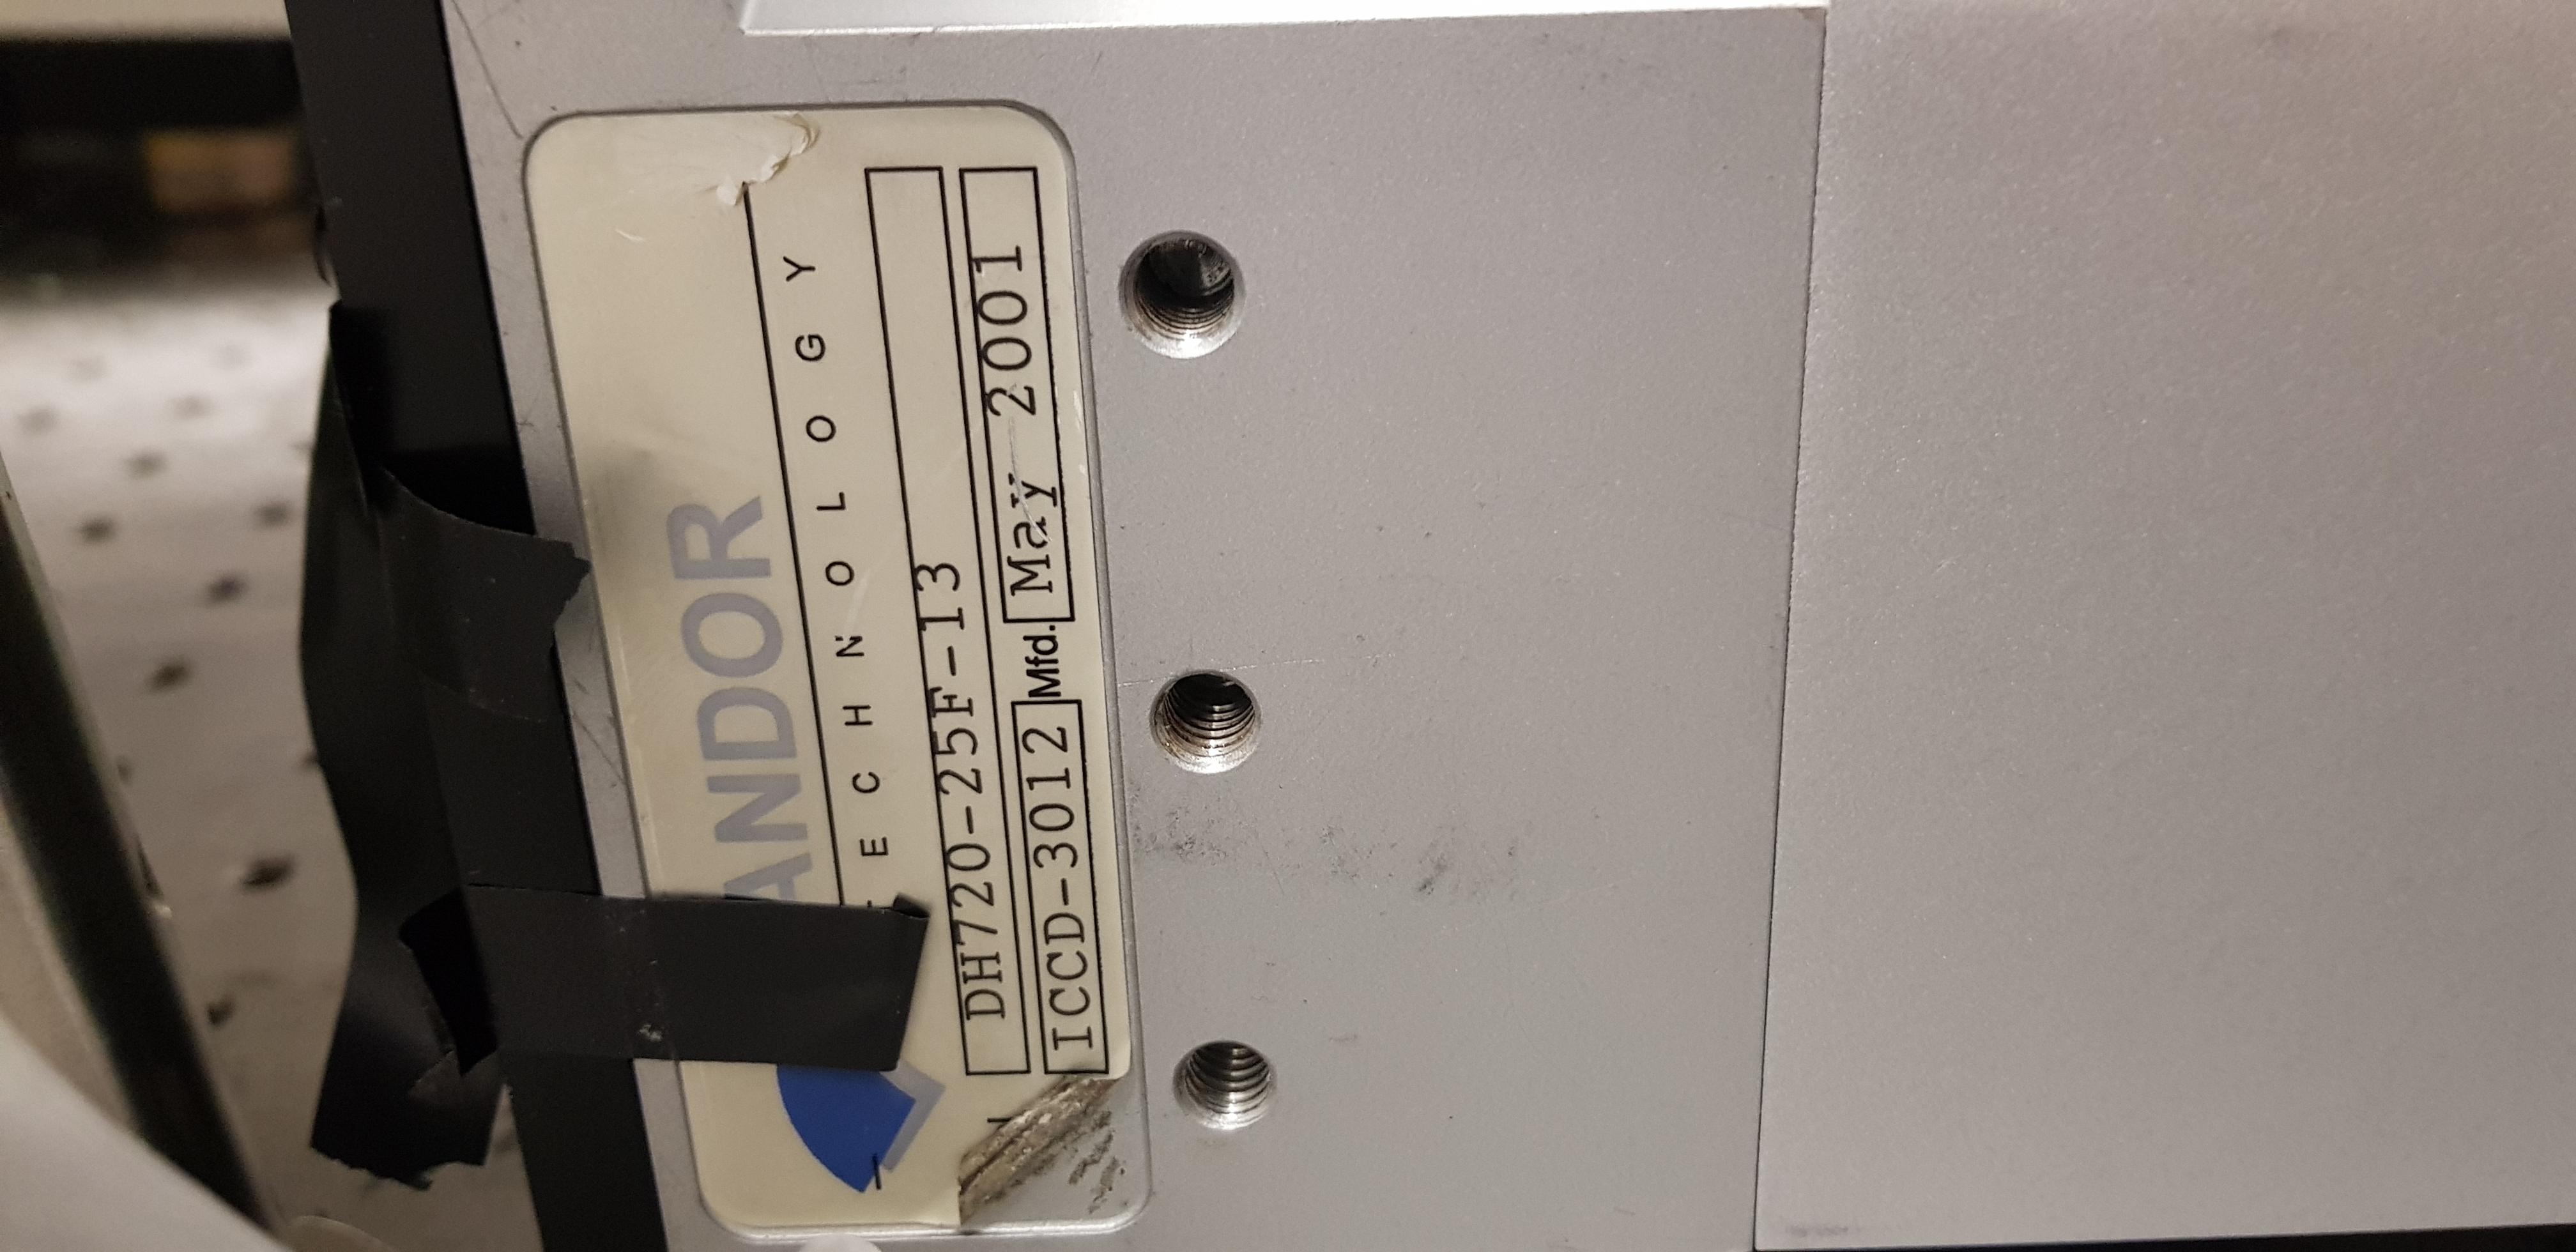 ANDOR
TECHNOLOGY
DH720-25F-13
ICCD-3012 Mfd. May 2001